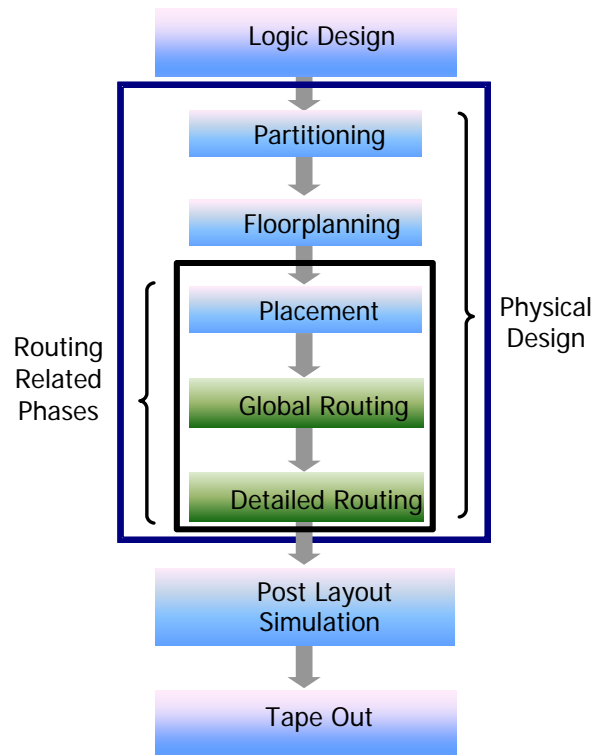 Logic Design
Partitioning
Floorplanning
Placement
Global Routing
Detailed Routing
Routing
Related
Phases
Physical
Design
Post Layout
Simulation
Tape Out